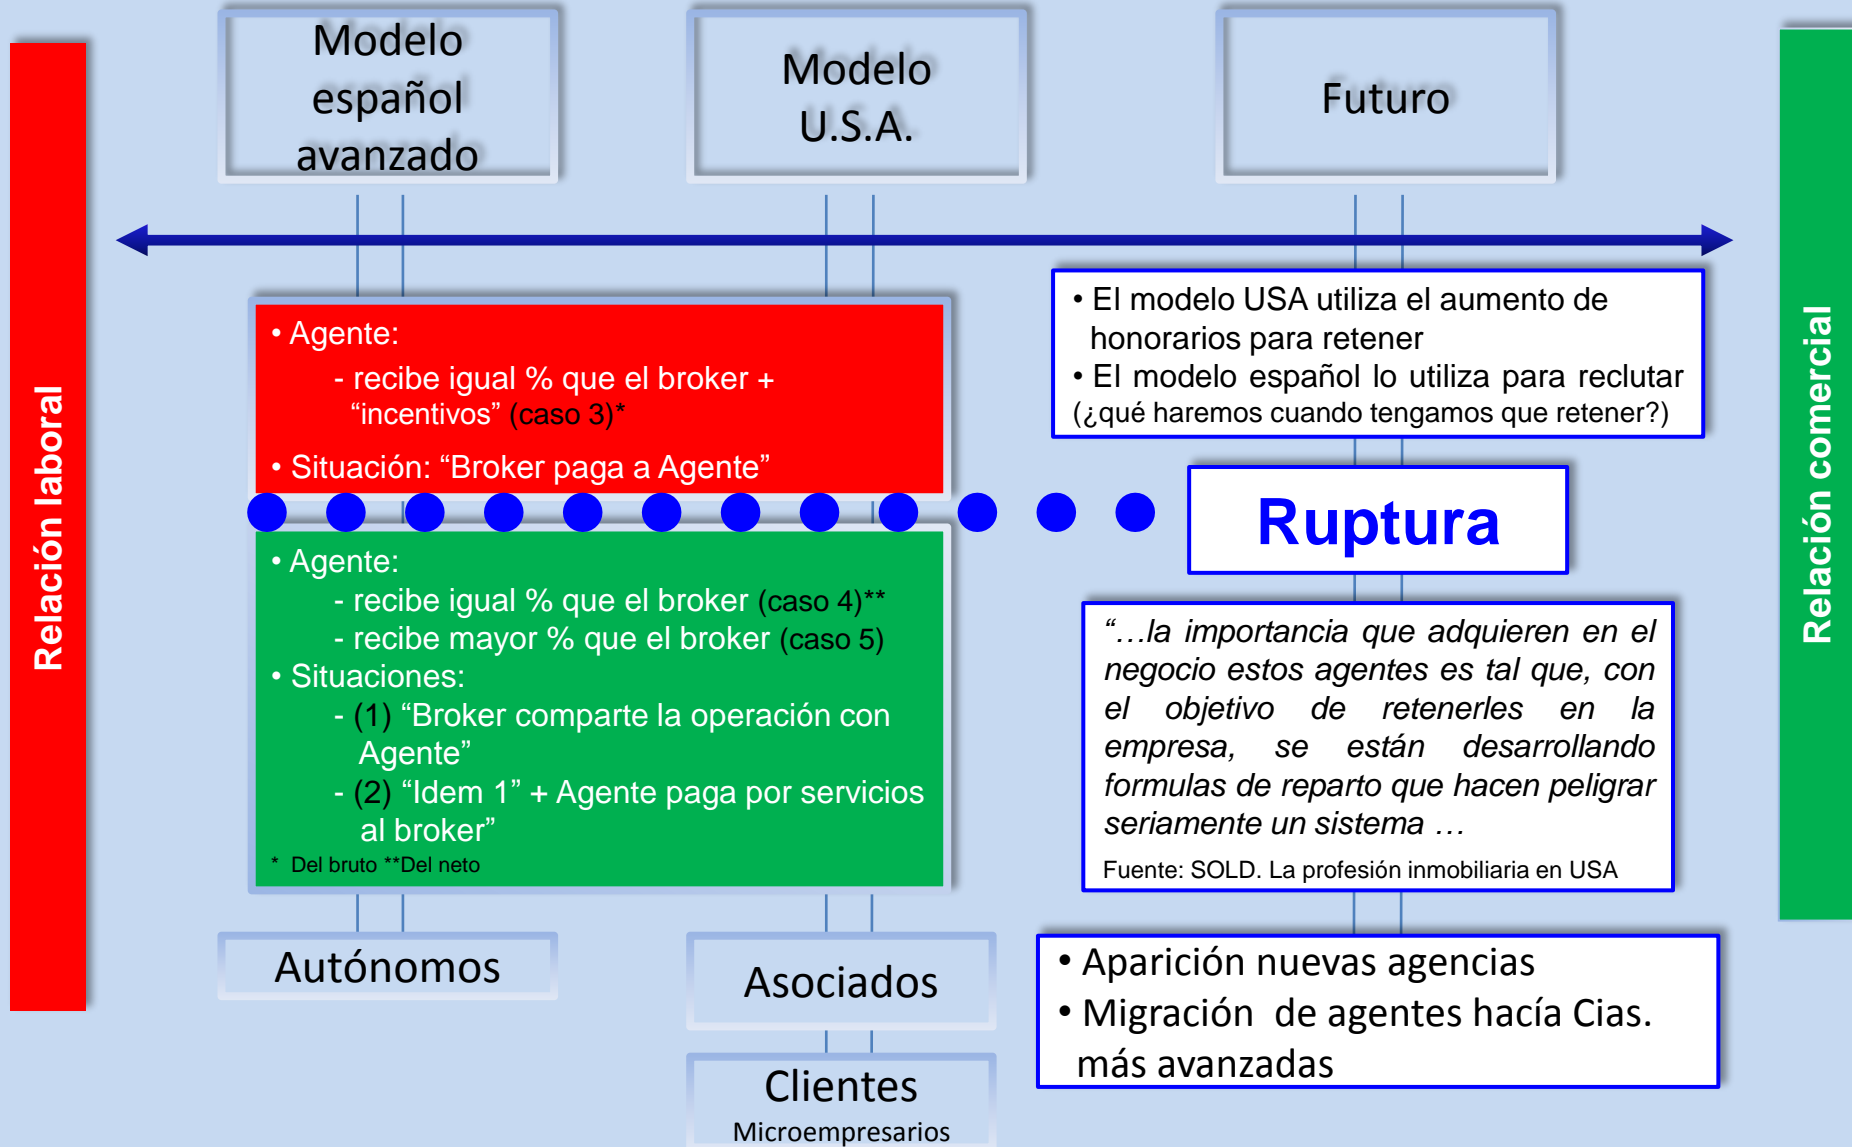 Modelo
español
avanzado
Modelo
U.S.A.
Futuro
Relación laboral
Relación comercial
• Agente:
- recibe igual % que el broker +
“incentivos” (caso 3)*
• Situación: “Broker paga a Agente”
• El modelo USA utiliza el aumento de
honorarios para retener
• El modelo español lo utiliza para reclutar
(¿qué haremos cuando tengamos que retener?)
Ruptura
• Agente:
- recibe igual % que el broker (caso 4)**
- recibe mayor % que el broker (caso 5)
• Situaciones:
- (1) “Broker comparte la operación con
Agente”
- (2) “Idem 1” + Agente paga por servicios
al broker”
* Del bruto **Del neto
“…la importancia que adquieren en el
negocio estos agentes es tal que, con
el objetivo de retenerles en la
empresa, se están desarrollando
formulas de reparto que hacen peligrar
seriamente un sistema …
Fuente: SOLD. La profesión inmobiliaria en USA
Autónomos
Asociados
Clientes
Microempresarios
• Aparición nuevas agencias
• Migración de agentes hacía Cias.
más avanzadas